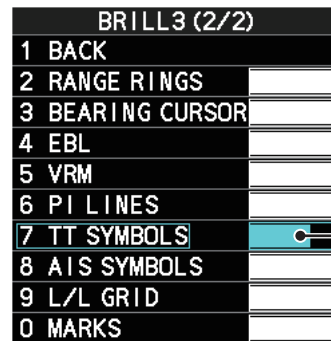 BRILL3 (2/2)
1 BACK
2 RANGE RINGS
3 BEARING CURSOR
4 EBL
5 VRM
6 PI LINES
7 TT SYMBOLS
8 AIS SYMBOLS
9 L/L GRID
0 MARKS